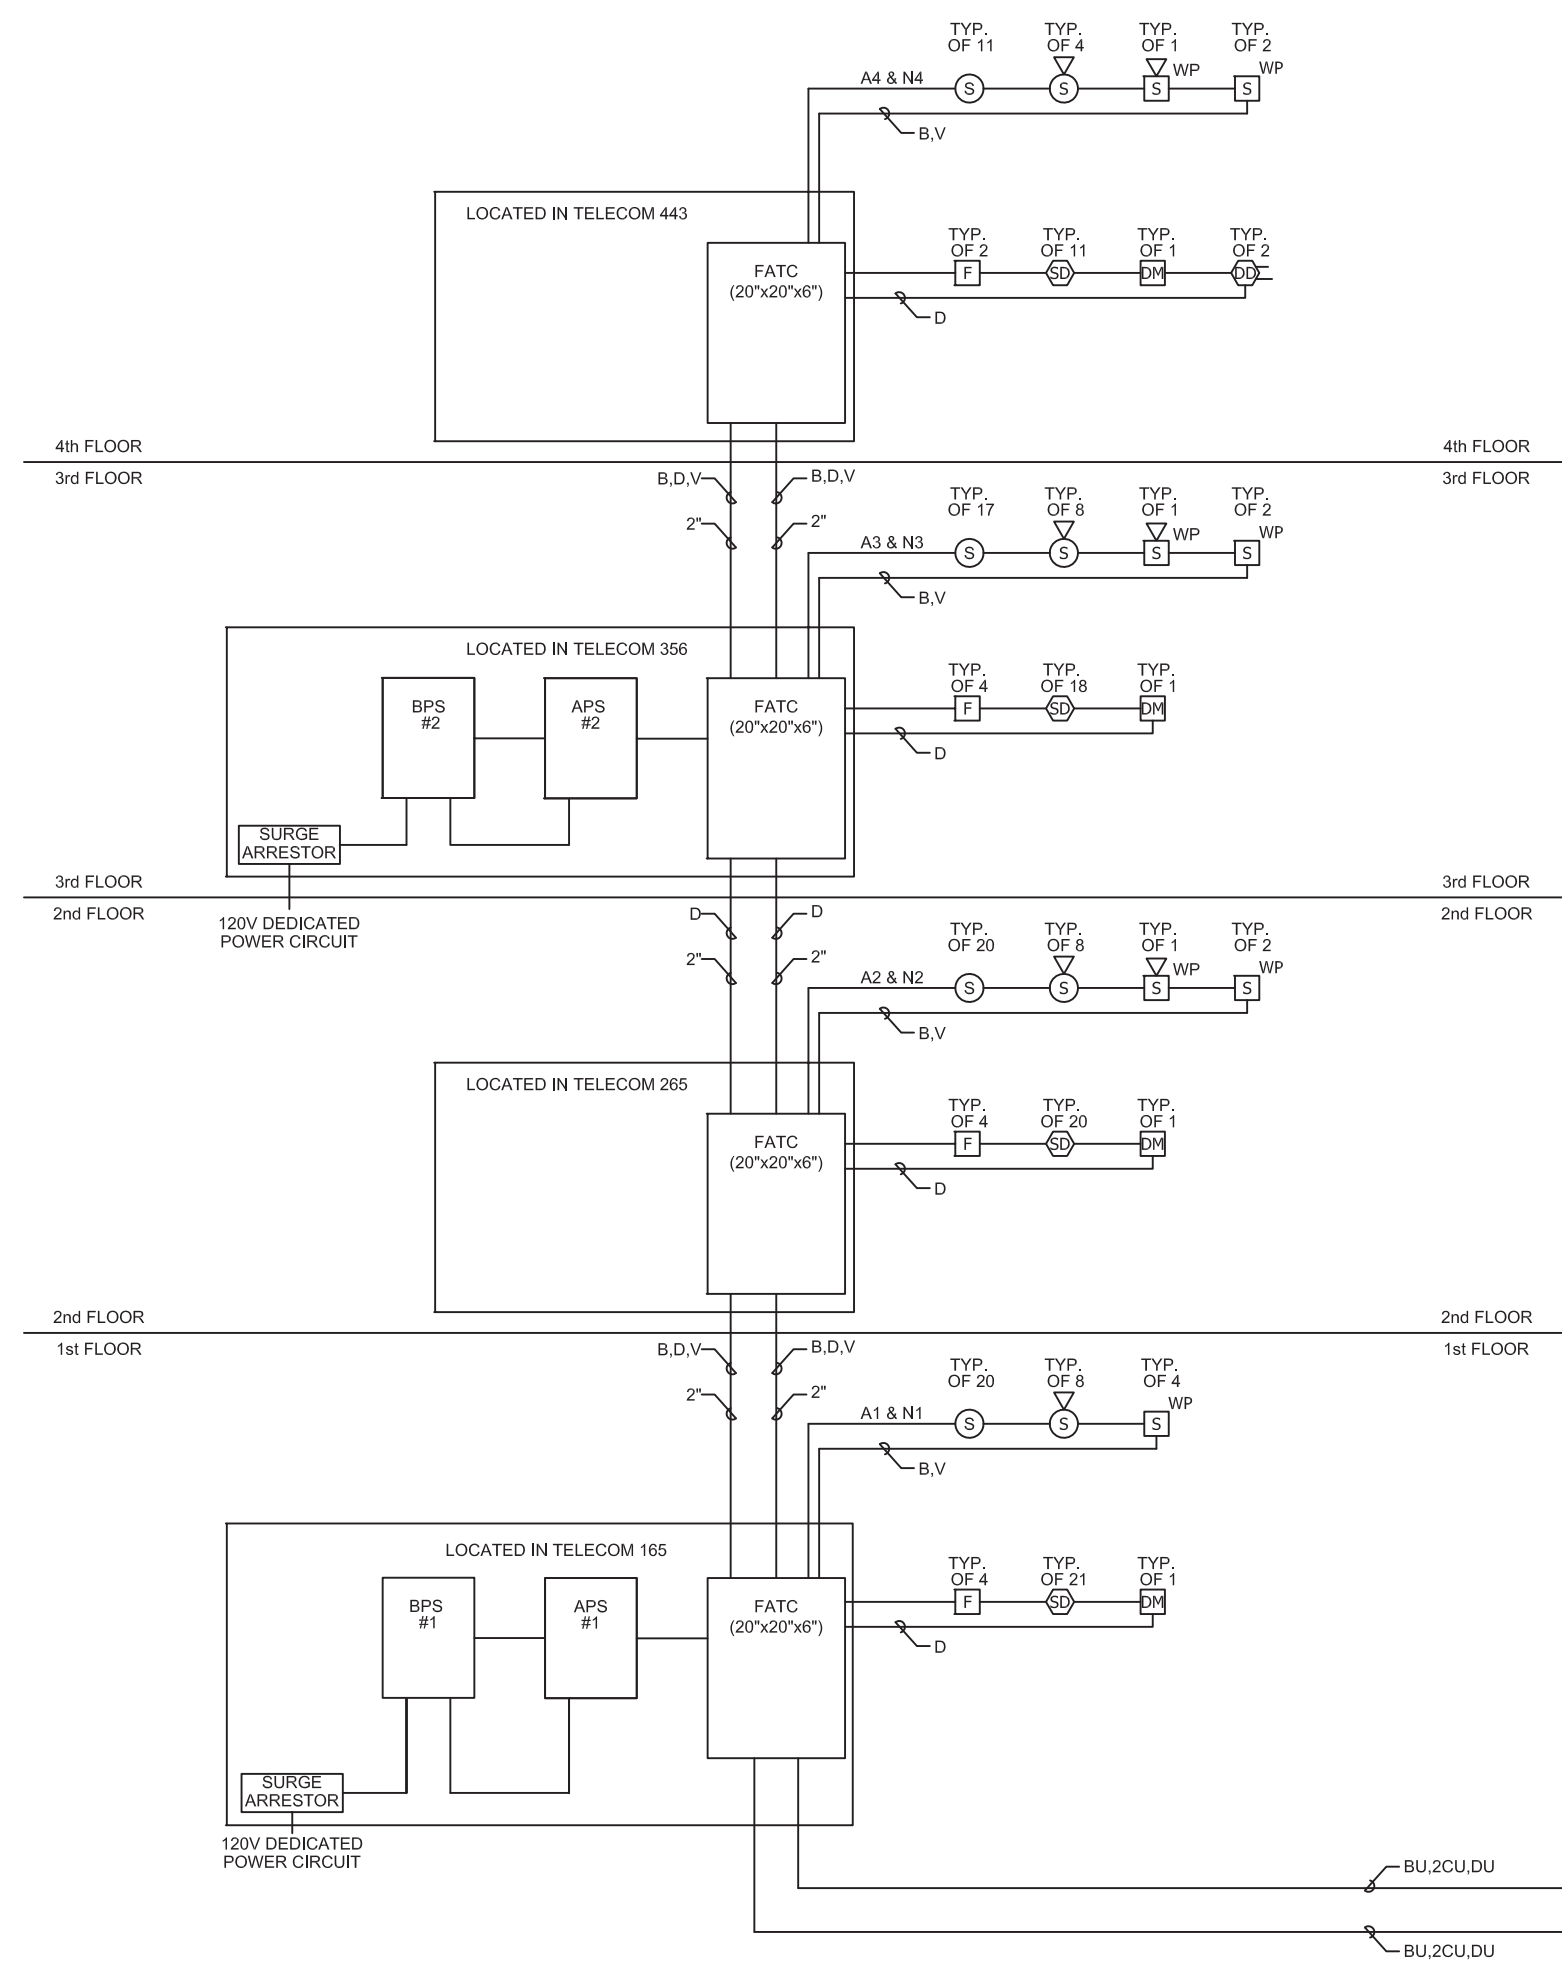 TYP. TYP. TYP. TYP.
OF 11 OF 4 OF 1 OF 2
WP WP
A4 & N4 S S S S
B,V
LOCATED IN TELECOM 443
TYP. TYP. TYP. TYP.
OF 2 OF 11 OF 1 OF 2
FATC F SD DM DD
(20"x20"x6")
D
4th FLOOR 4th FLOOR
3rd FLOOR 3rd FLOOR
B,D,V B,D,V
TYP. TYP. TYP. TYP.
OF 17 OF 8 OF 1 OF 2
2" 2"
WP WP
A3 & N3 S S S S
B,V
LOCATED IN TELECOM 356
TYP. TYP. TYP.
OF 4 OF 18 OF 1
BPS APS FATC F SD DM
#2 #2 (20"x20"x6")
D
SURGE
ARRESTOR
3rd FLOOR 3rd FLOOR
2nd FLOOR 2nd FLOOR
D D
120V DEDICATED
POWER CIRCUIT
TYP. TYP. TYP. TYP.
OF 20 OF 8 OF 1 OF 2
2" 2"
WP WP
A2 & N2 S S S S
B,V
LOCATED IN TELECOM 265
TYP. TYP. TYP.
OF 4 OF 20 OF 1
FATC F SD DM
(20"x20"x6")
D
2nd FLOOR 2nd FLOOR
1st FLOOR 1st FLOOR
B,D,V B,D,V
TYP. TYP. TYP.
OF 20 OF 8 OF 4
2" 2"
WP
A1 & N1 S S S
B,V
LOCATED IN TELECOM 165
TYP. TYP. TYP.
OF 4 OF 21 OF 1
BPS APS FATC F SD DM
#1 #1 (20"x20"x6")
D
SURGE
ARRESTOR
120V DEDICATED
POWER CIRCUIT
BU,2CU,DU
BU,2CU,DU